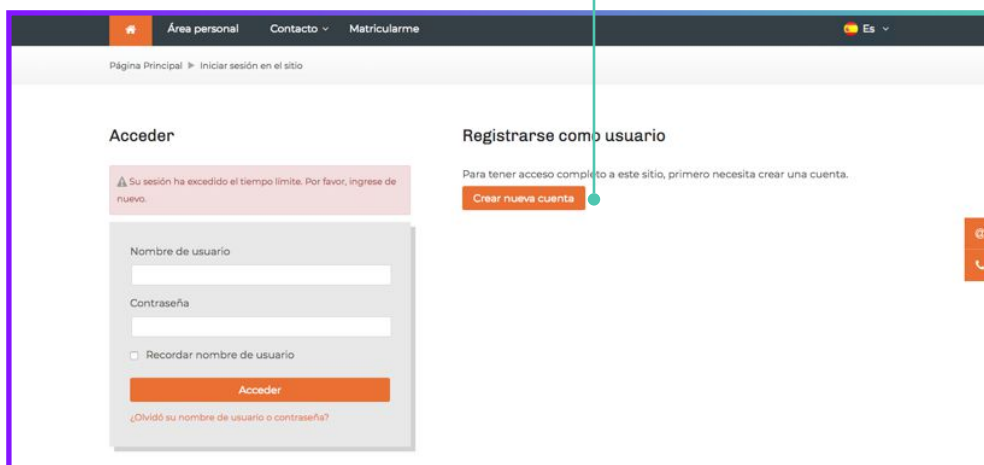 Área personal Contacto Matricularme Es
Página Principal Iniciar sesión en el sitio
Acceder
Su sesión ha excedido el tiempo límite. Por favor, ingrese de
nuevo.
Nombre de usuario
Contraseña
Recordar nombre de usuario
Acceder
¿Olvidó su nombre de usuario o contraseña?
Registrarse como usuario
Para tener acceso completo a este sitio, primero necesita crear una cuenta.
Crear nueva cuenta